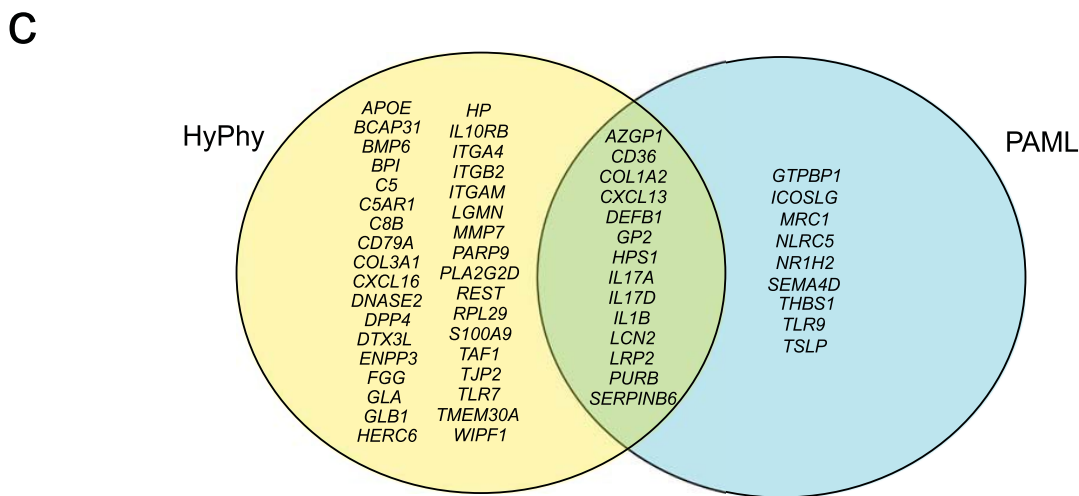 C
HyPhy
PAML
APOE
BCAP31
BMP6
BPI
C5
C5AR1
C8B
CD79A
COL3A1
CXCL16
DNASE2
DPP4
DTX3L
ENPP3
FGG
GLA
GLB1
HERC6
HP
IL10RB
ITGA4
ITGB2
ITGAM
LGMN
MMP7
PARP9
PLA2G2D
REST
RPL29
S100A9
TAF1
TJP2
TLR7
TMEM30A
WIPF1
AZGP1
CD36
COL1A2
CXCL13
DEFB1
GP2
HPS1
IL17A
IL17D
IL1B
LCN2
LRP2
PURB
SERPINB6
GTPBP1
ICOSLG
MRC1
NLRC5
NR1H2
SEMA4D
THBS1
TLR9
TSLP